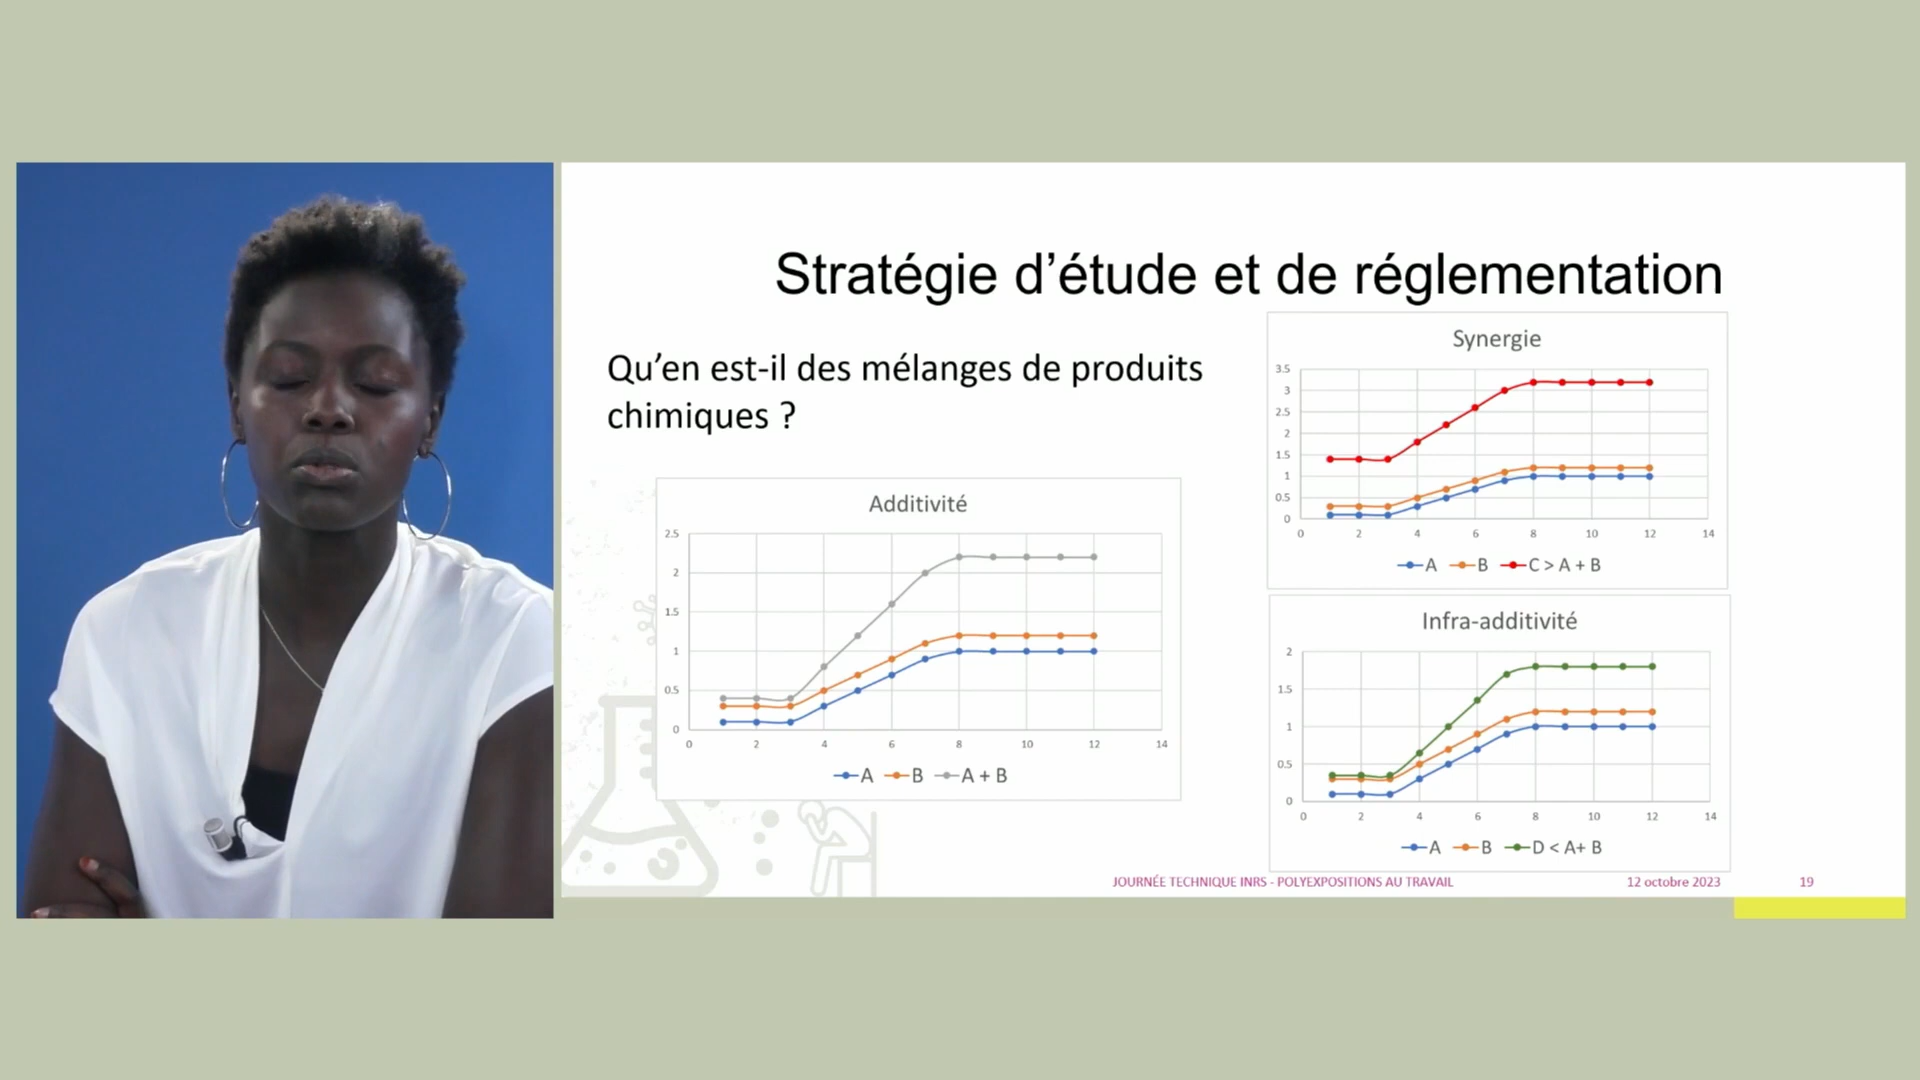 Stratégie d’étude et de réglementation
Qu’en est-il des mélanges de produits
chimiques ?
Additivité
2.5
2
1.5
1
0.5
0
0 2 4 6 8 10 12 14
A B A + B
Synergie
3.5
3
2.5
2
1.5
1
0.5
0
0 2 4 6 8 10 12 14
A B C > A + B
Infra-additivité
2
1.5
1
0.5
0
0 2 4 6 8 10 12 14
A B D < A+ B
JOURNÉE TECHNIQUE INRS - POLYEXPOSITIONS AU TRAVAIL 12 octobre 2023 19